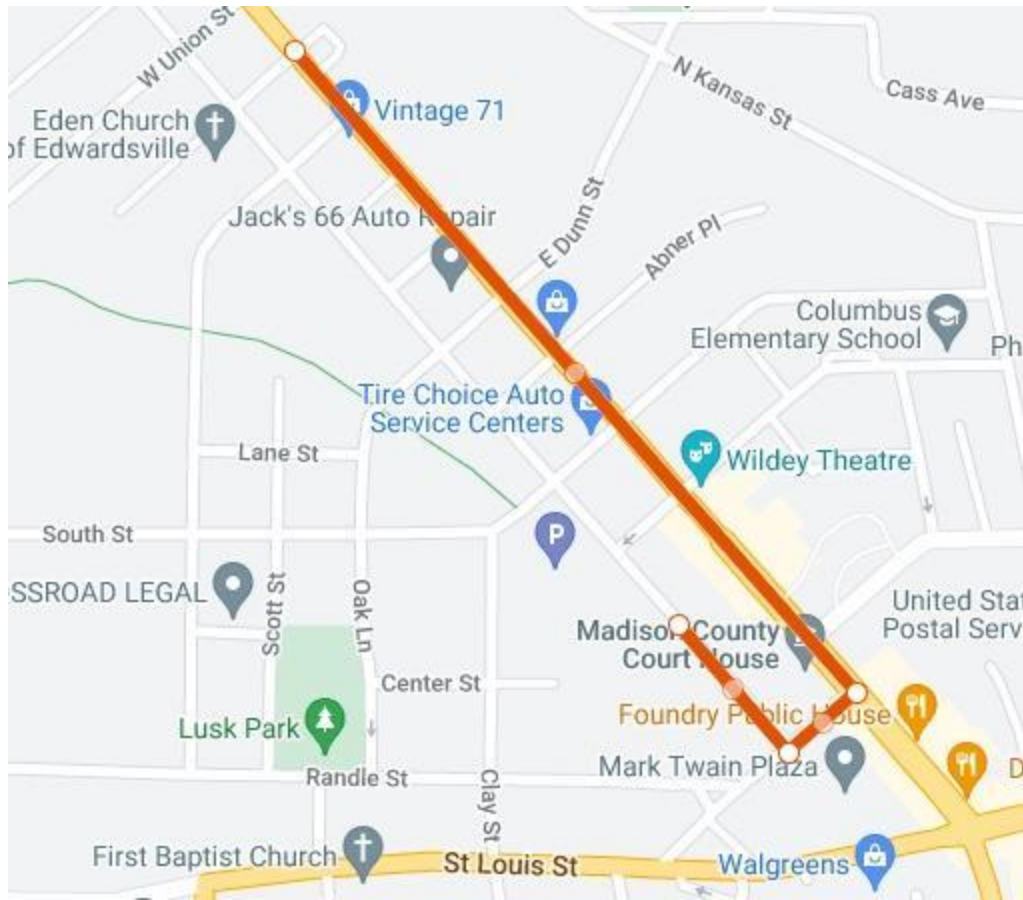 W Union St
N Kansas St
Cass Ave
Vintage 71
Eden Church
of Edwardsville
Jack's 66 Auto Repair
E Dunn St
Abner Pl
Columbus
Elementary School
Ph
Tire Choice Auto
Service Centers
Lane St
Wildey Theatre
South St
P
SSROAD LEGAL
Scott St
Oak Ln
United Stat
Postal Serv
Madison County
Court House
Center St
Foundry Public House
Lusk Park
Mark Twain Plaza
D
Randle St
Clay St
First Baptist Church
St Louis St
Walgreens